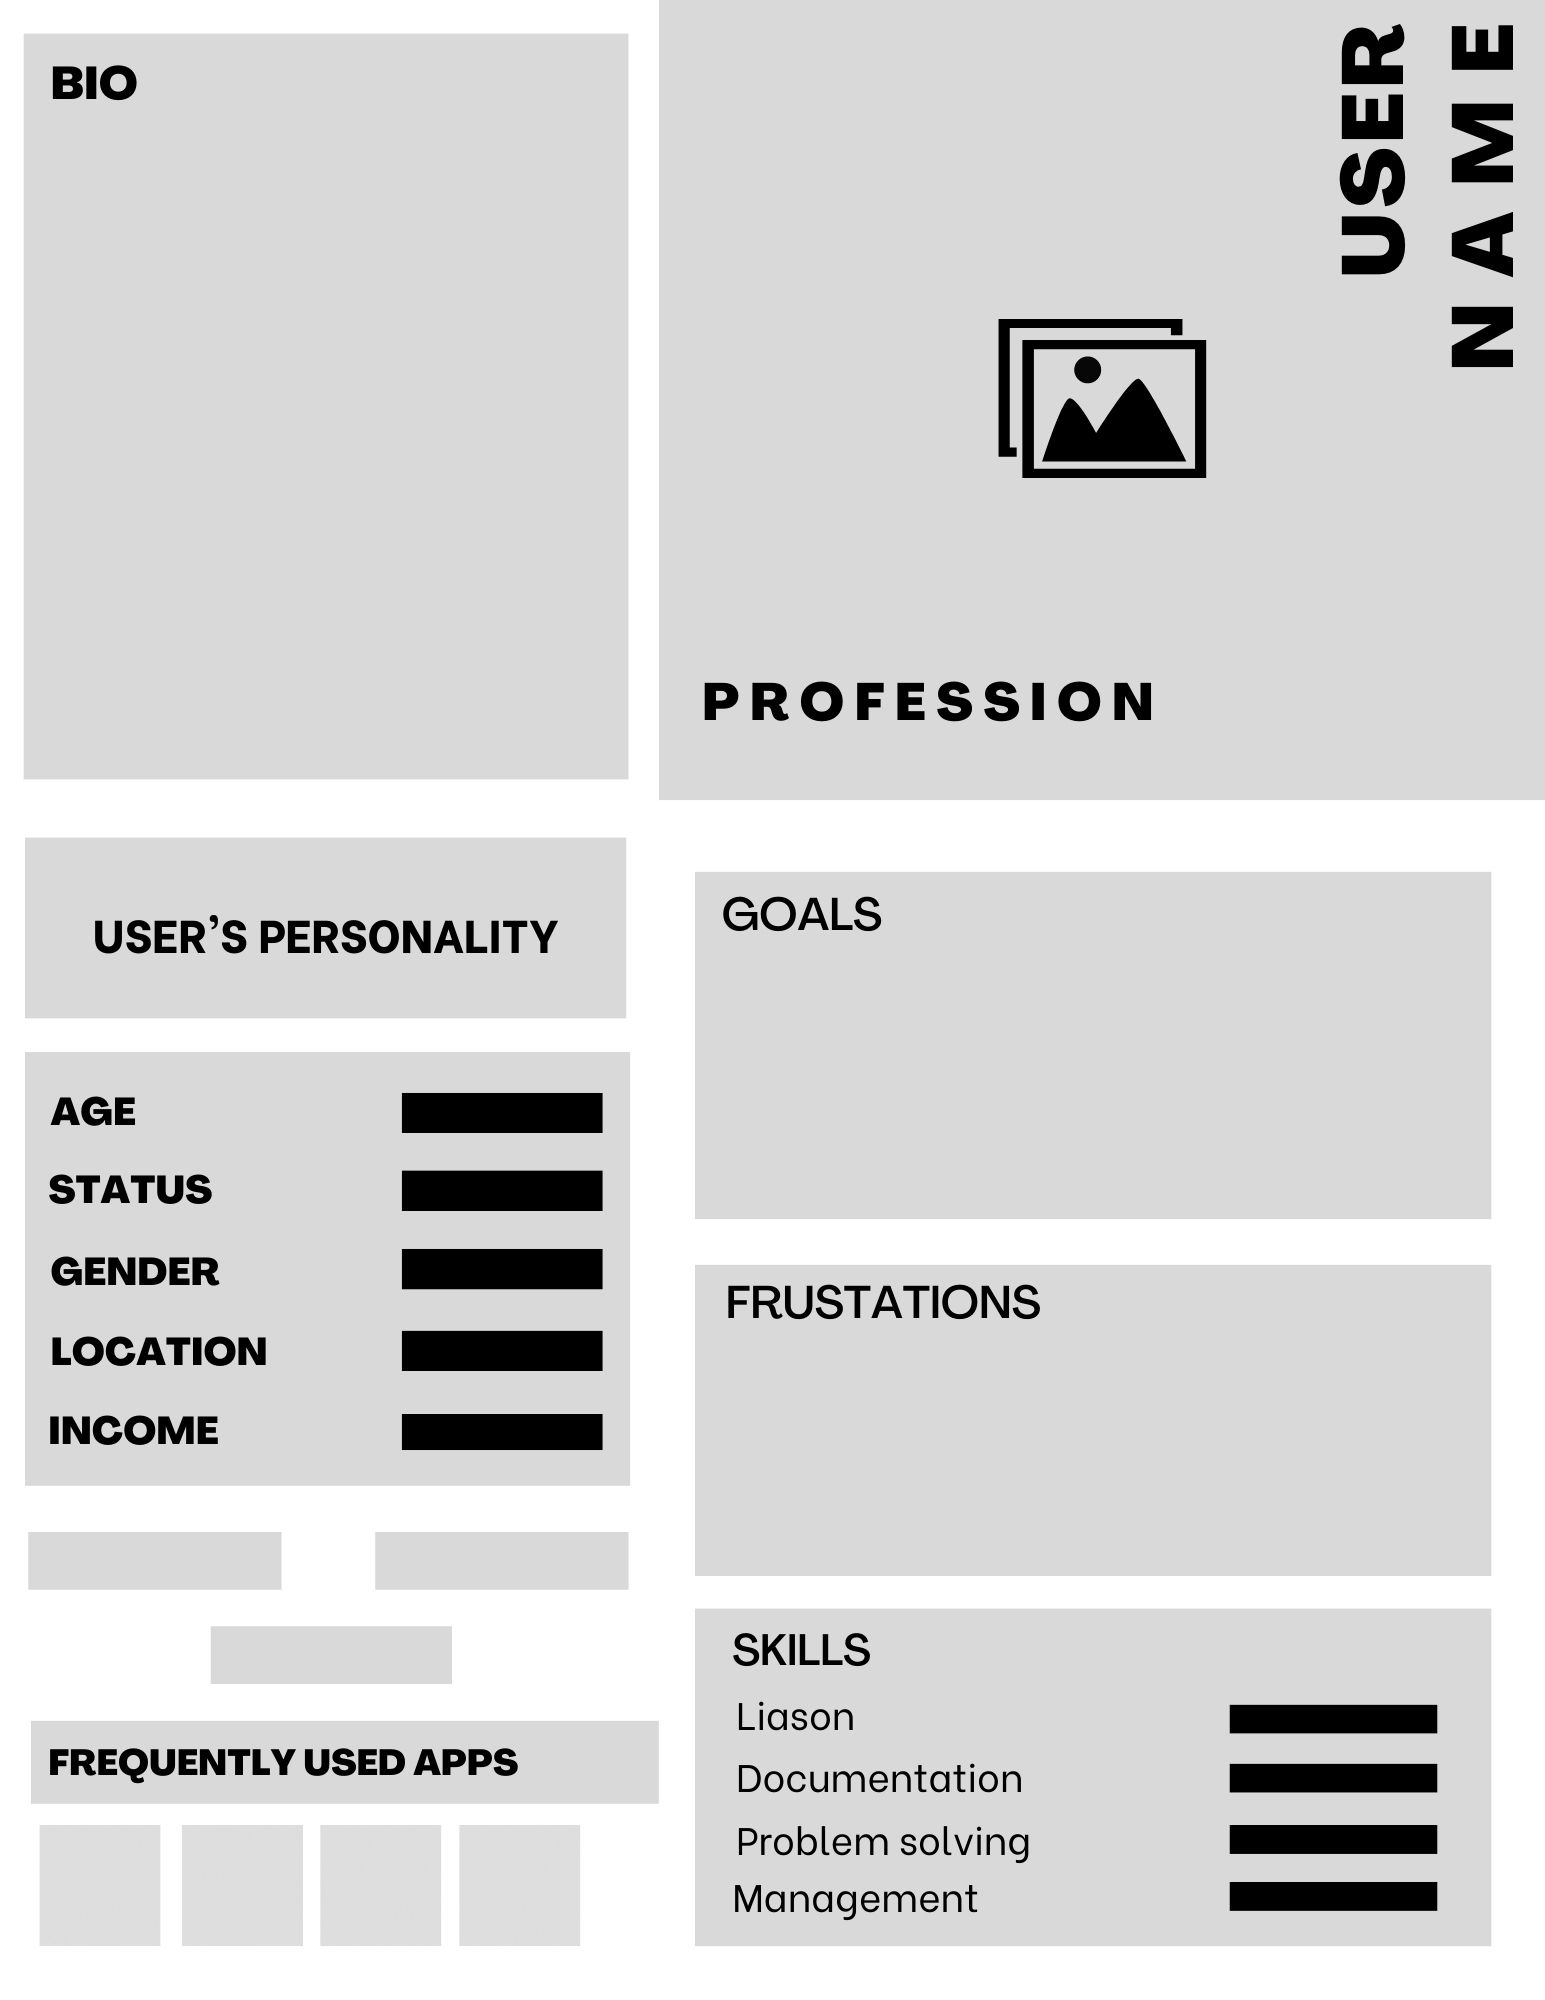 BIO
USER
NAME
PROFESSION
USER’S PERSONALITY
AGE
STATUS
GENDER
LOCATION
INCOME
FREQUENTLY USED APPS
GOALS
FRUSTATIONS
SKILLS
Liason
Documentation
Problem solving
Management